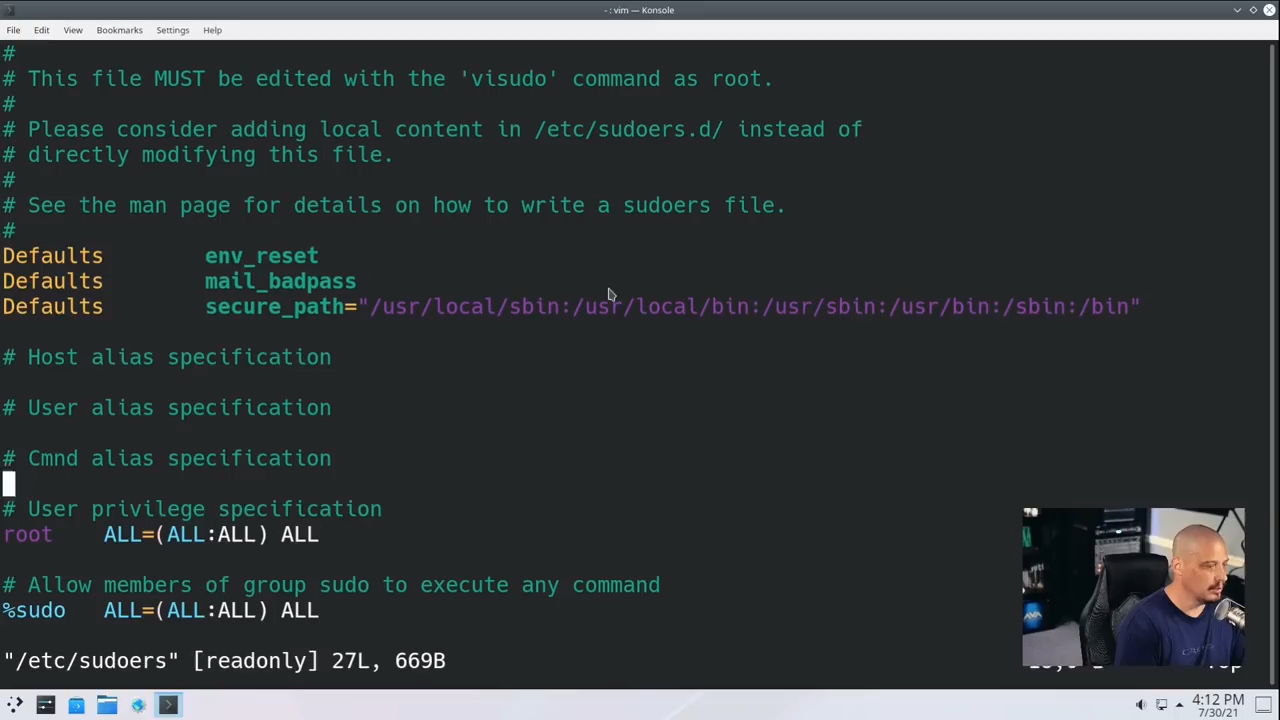 - : vim — Konsole
File Edit View Bookmarks Settings Help
#
# This file MUST be edited with the 'visudo' command as root.
#
# Please consider adding local content in /etc/sudoers.d/ instead of
# directly modifying this file.
#
# See the man page for details on how to write a sudoers file.
#
Defaults env_reset
Defaults mail_badpass
Defaults secure_path="/usr/local/sbin:/usr/local/bin:/usr/sbin:/usr/bin:/sbin:/bin"
# Host alias specification
# User alias specification
# Cmnd alias specification
# User privilege specification
root ALL=(ALL:ALL) ALL
# Allow members of group sudo to execute any command
%sudo ALL=(ALL:ALL) ALL
"/etc/sudoers" [readonly] 27L, 669B
4:12 PM
7/30/21